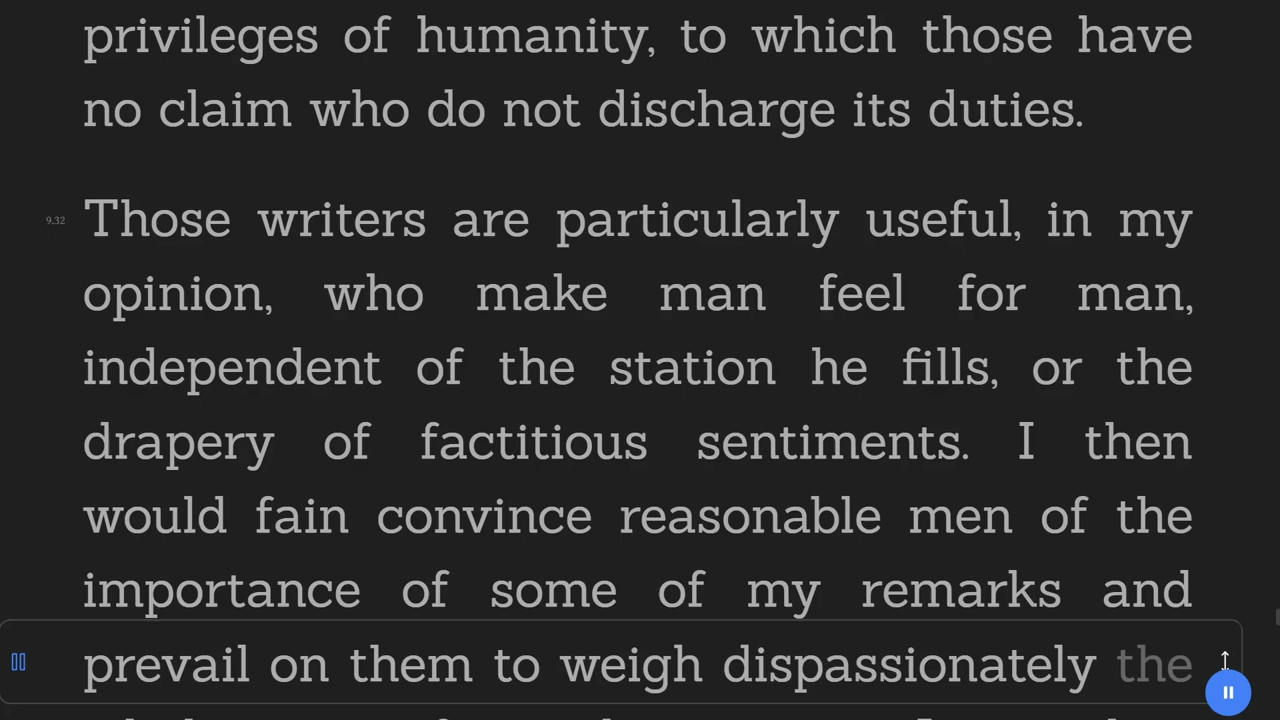 privileges of humanity, to which those have
no claim who do not discharge its duties.
9.32
Those writers are particularly useful, in my
opinion, who make man feel for man,
independent of the station he fills, or the
drapery of factitious sentiments. I then
would fain convince reasonable men of the
importance of some of my remarks and
prevail on them to weigh dispassionately the